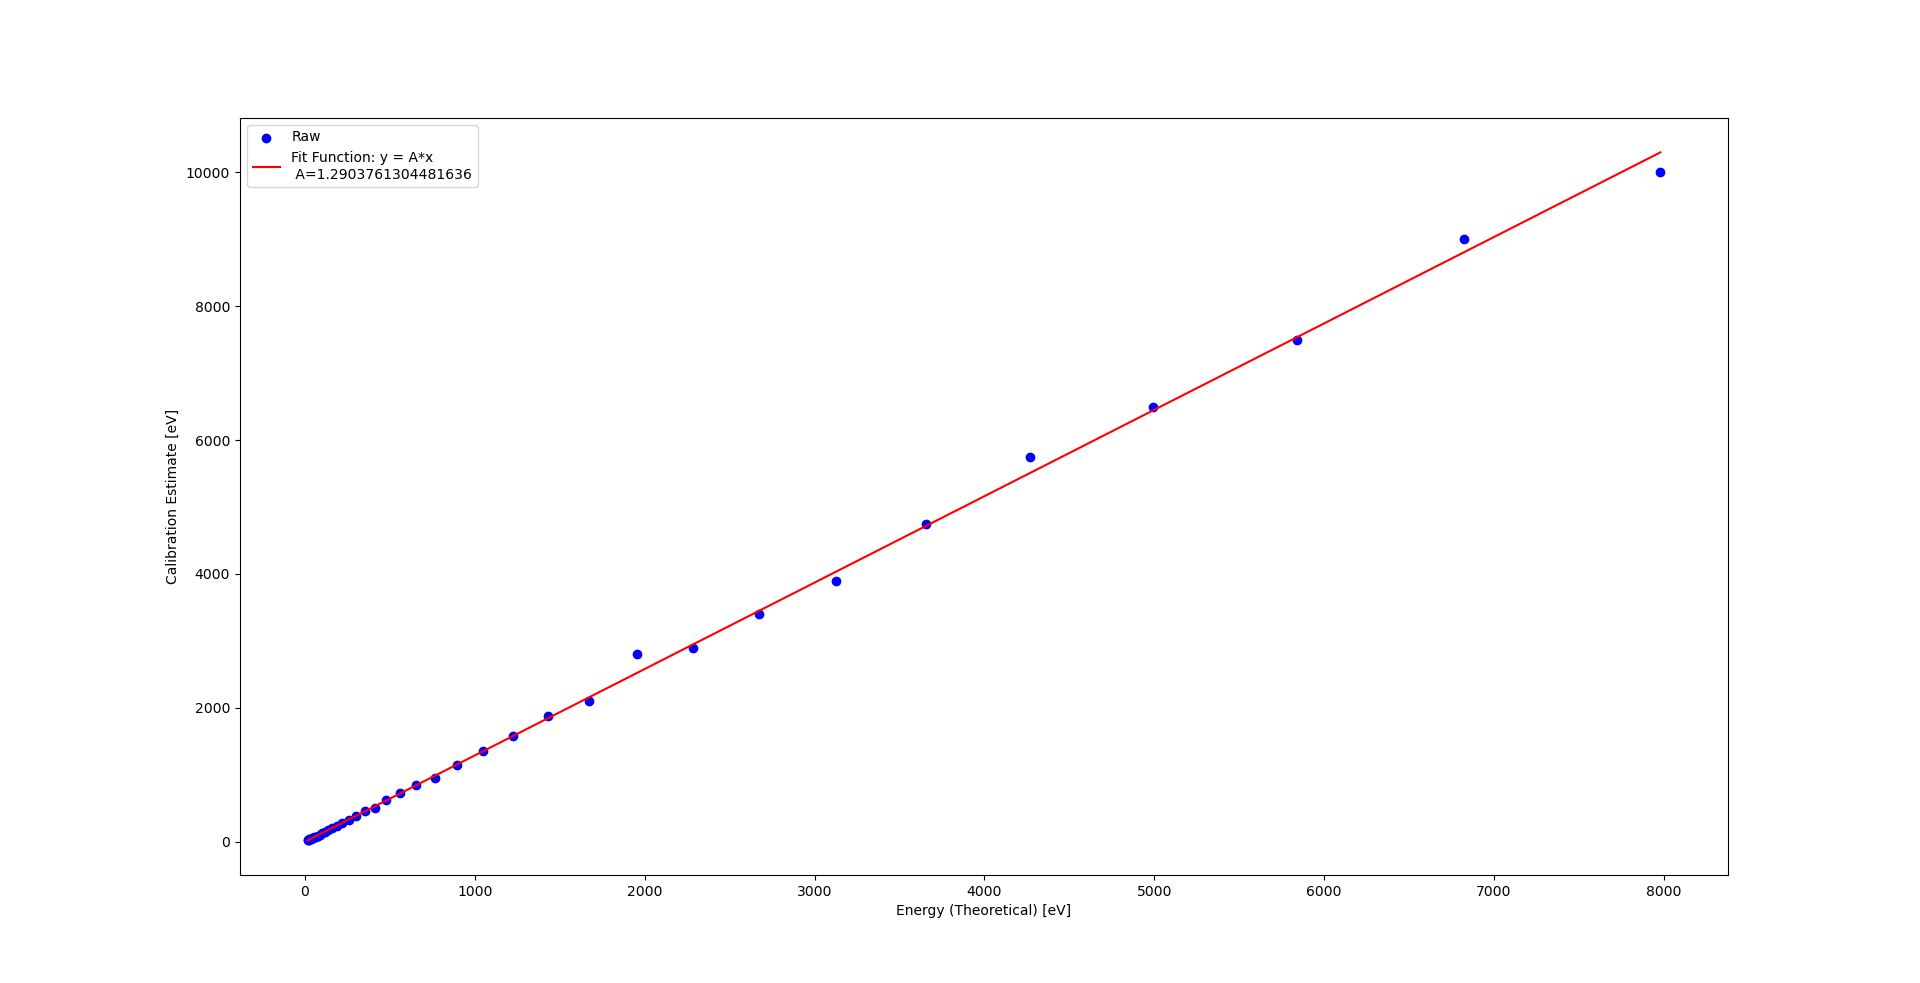 Raw
Fit Function: y = A*x
A=1.2903761304481636
10000
8000
6000
4000
2000
0
Calibration Estimate [eV]
0 1000 2000 3000 4000 5000 6000 7000 8000
Energy (Theoretical) [eV]